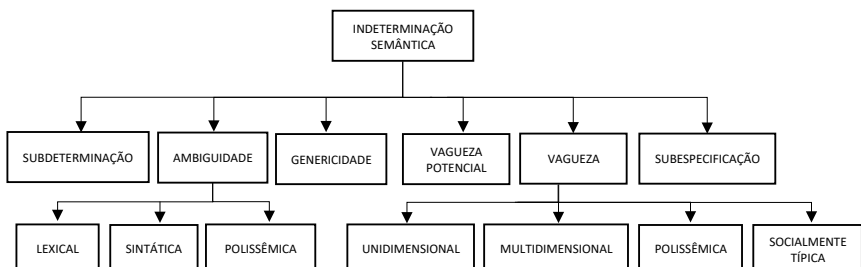 INDETERMINAÇÃO
SEMÂNTICA
SUBDETERMINAÇÃO
AMBIGUIDADE
GENERICIDADE
VAGUEZA
POTENCIAL
VAGUEZA
SUBESPECIFICAÇÃO
LEXICAL
SINTÁTICA
POLISSÊMICA
UNIDIMENSIONAL
MULTIDIMENSIONAL
POLISSÊMICA
SOCIALMENTE
TÍPICA